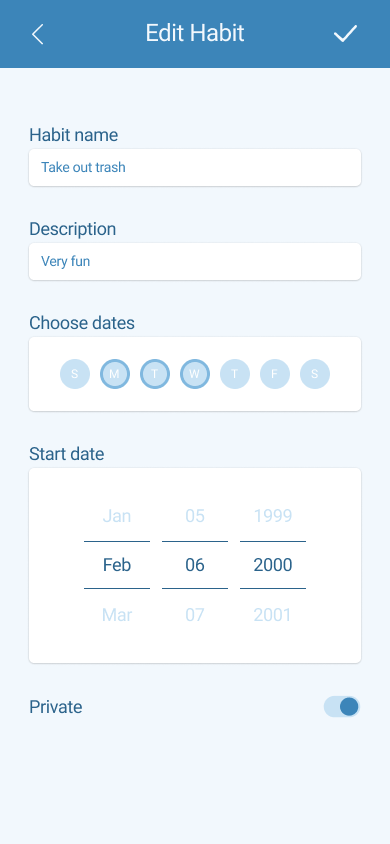 Edit Habit
Habit name
Take out trash
Description
Very fun
Choose dates
S M T W T F S
Start date
Jan 05 1999
Feb 06 2000
Mar 07 2001
Private